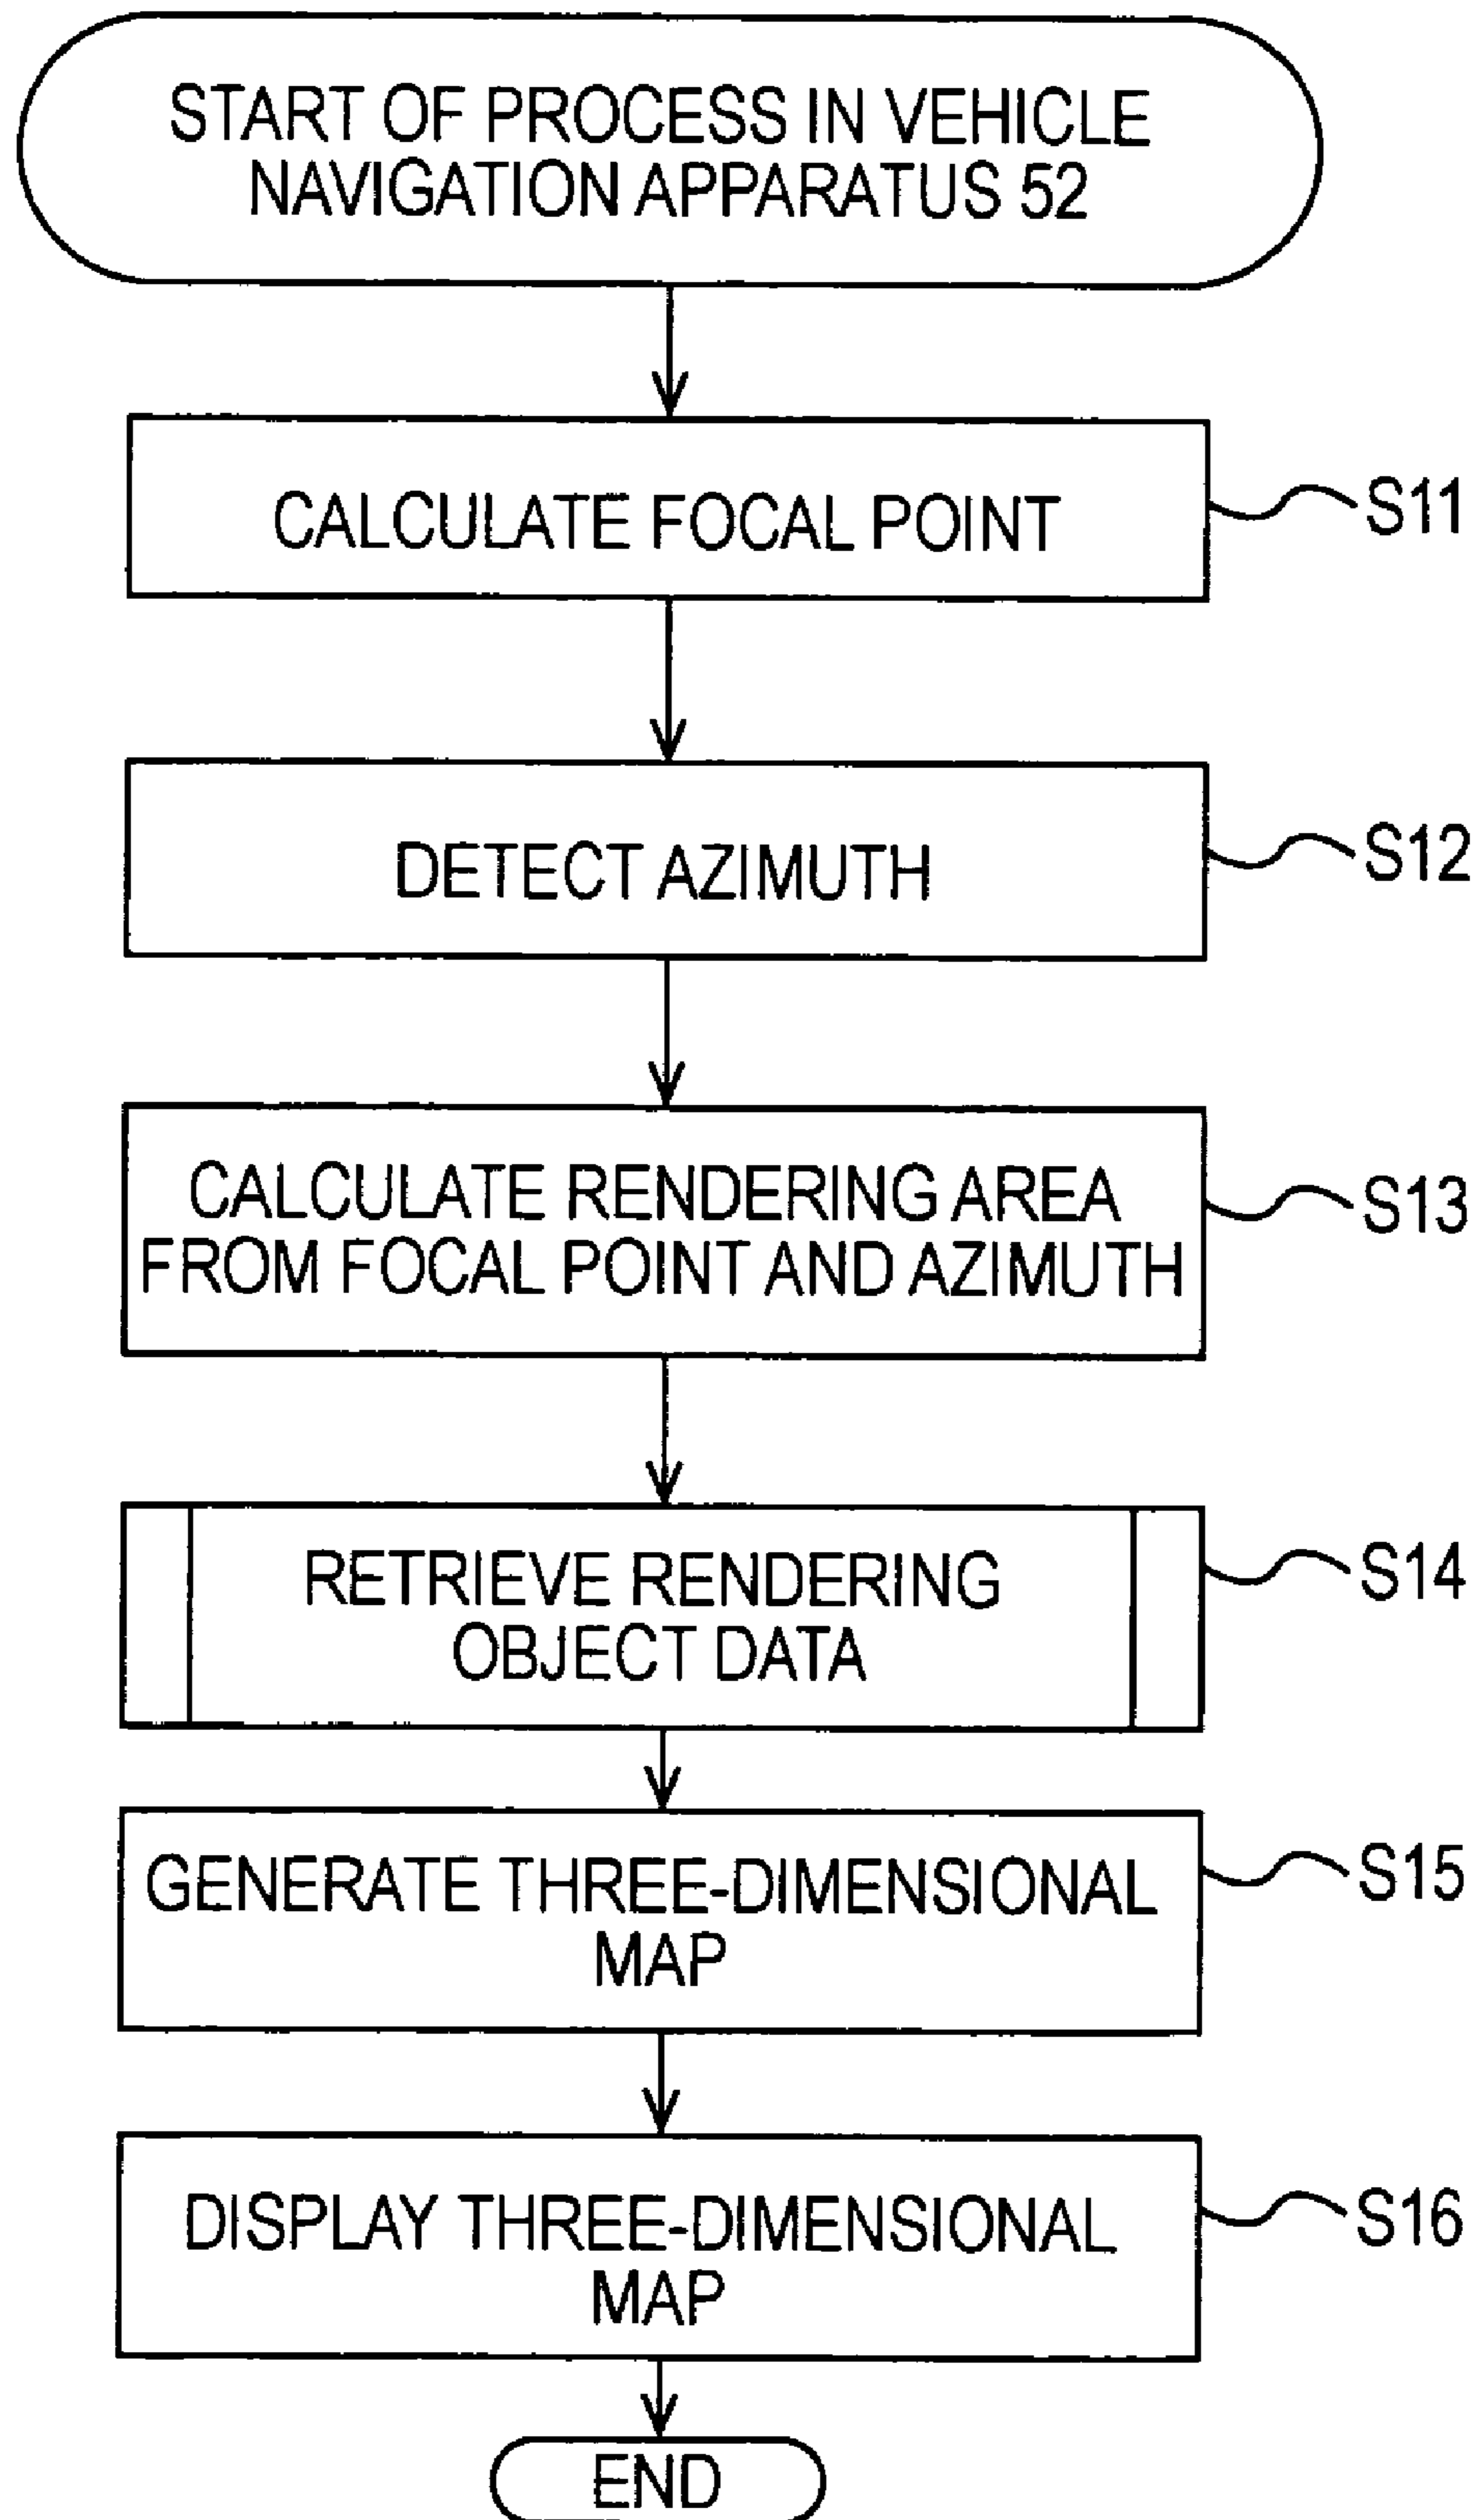 START OF PROCESS IN VEHICLE
NAVIGATION APPARATUS 52
CALCULATE FOCAL POINT
S11
DETECT AZIMUTH
S12
CALCULATE RENDERING AREA
FROM FOCAL POINT AND AZIMUTH
S13
RETRIEVE RENDERING
OBJECT DATA
S14
GENERATE THREE-DIMENSIONAL
MAP
S15
DISPLAY THREE-DIMENSIONAL
MAP
S16
END